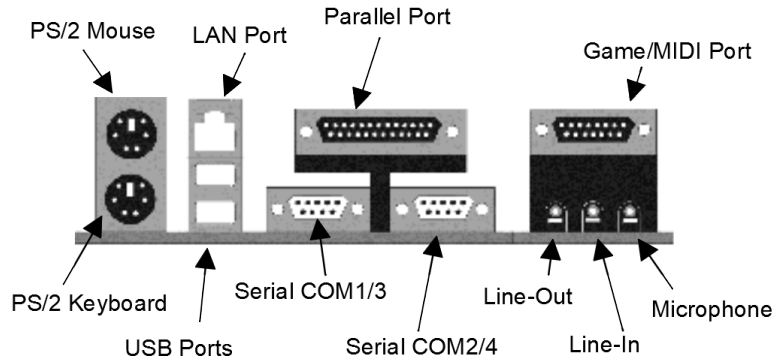 PS/2 Mouse
LAN Port
Parallel Port
Game/MIDI Port
PS/2 Keyboard
USB Ports
Serial COM1/3
Serial COM2/4
Line-Out
Line-In
Microphone